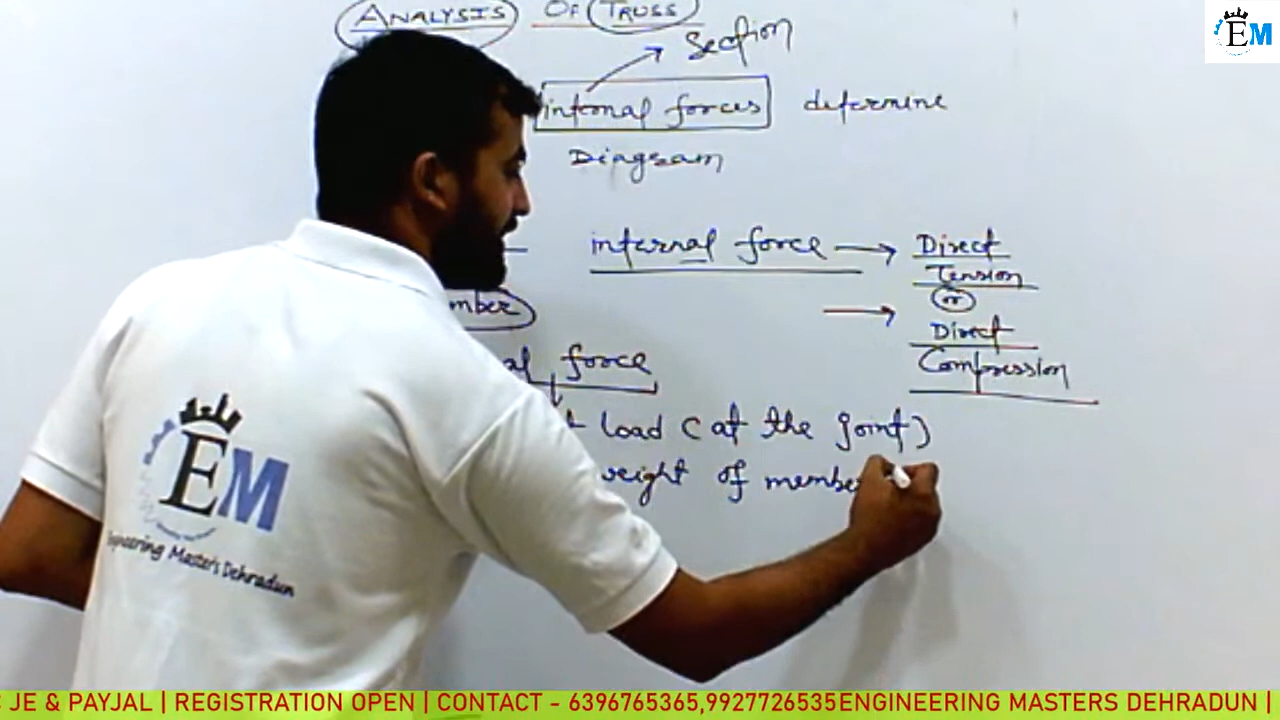 ANALYSIS OF TRUSS
Section
internal forces determine
Diagram
internal force → Direct
Tension
or
mber
→ Direct
Compression
al force
t load (at the joint)
weight of member
EM
EM
Engineering Master's Dehradun
JE & PAYJAL | REGISTRATION OPEN | CONTACT - 6396765365,9927726535ENGINEERING MASTERS DEHRADUN |